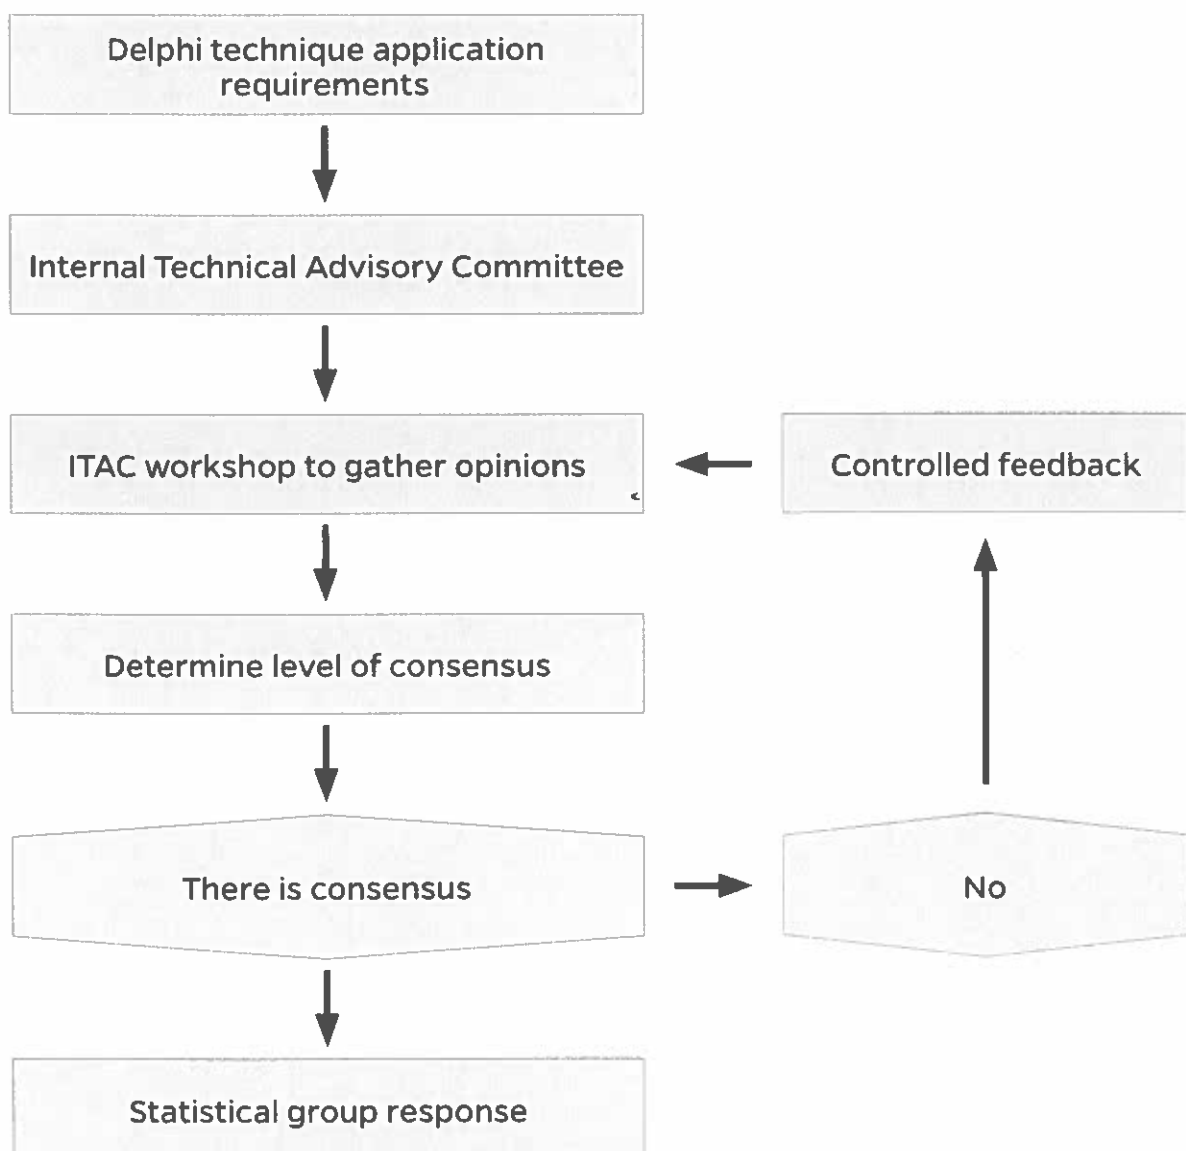 Delphi technique application
requirements
Internal Technical Advisory Committee
ITAC workshop to gather opinions
Controlled feedback
Determine level of consensus
There is consensus
No
Statistical group response